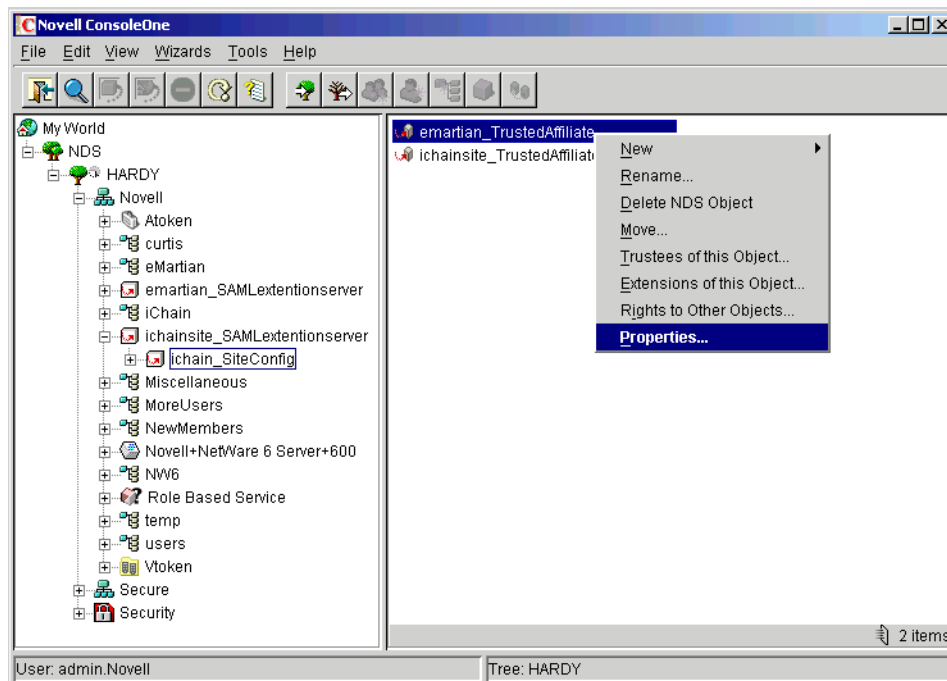 Novell ConsoleOne
File Edit View Wizards Tools Help
My World
NDS
HARDY
Novell
Atoken
curtis
eMartian
emartian_SAMLextentionserver
iChain
ichainsite_SAMLextentionserver
ichain_SiteConfig
Miscellaneous
MoreUsers
NewMembers
Novell+NetWare 6 Server+600
NW6
Role Based Service
temp
users
Vtoken
Secure
Security
emartian_TrustedAffiliate
ichainsite_TrustedAffiliat
New
Rename...
Delete NDS Object
Move...
Trustees of this Object...
Extensions of this Object...
Rights to Other Objects...
Properties...
2 items
User: admin.Novell
Tree: HARDY